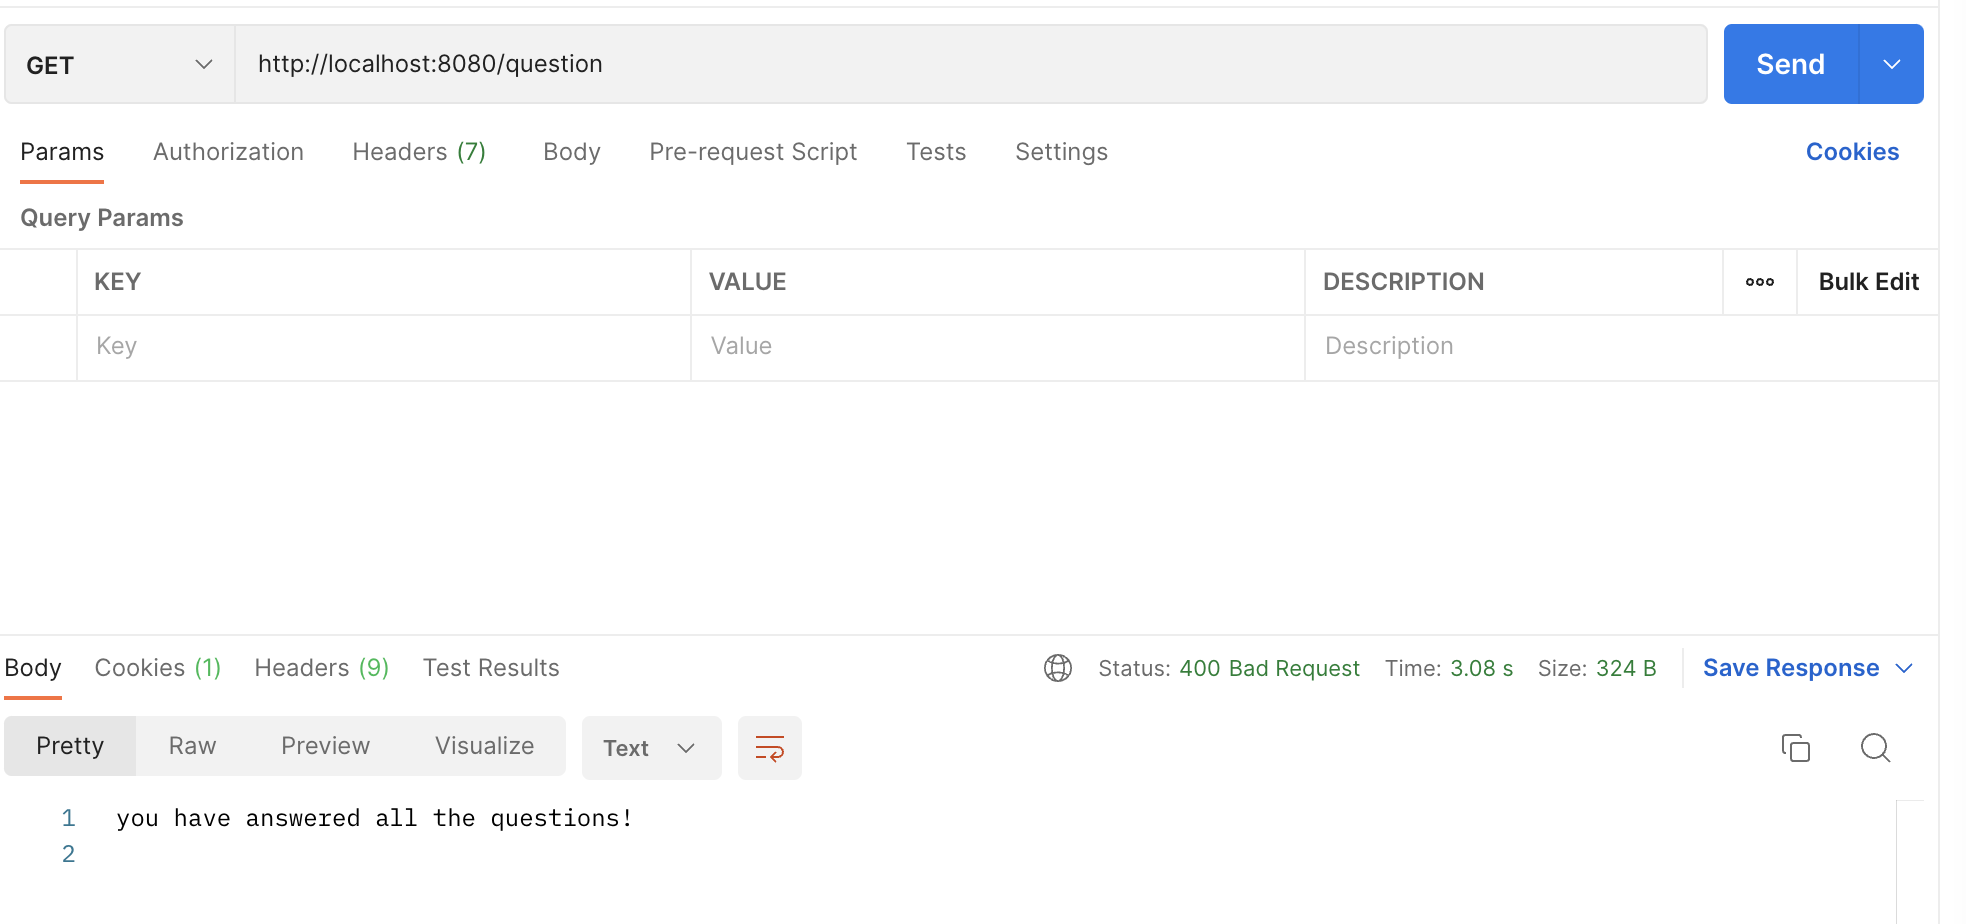 GET http://localhost:8080/question Send
Params Authorization Headers (7) Body Pre-request Script Tests Settings Cookies
Query Params
KEY VALUE DESCRIPTION Bulk Edit
Key Value Description
Body Cookies (1) Headers (9) Test Results Status: 400 Bad Request Time: 3.08 s Size: 324 B Save Response
Pretty Raw Preview Visualize Text
1 you have answered all the questions!
2